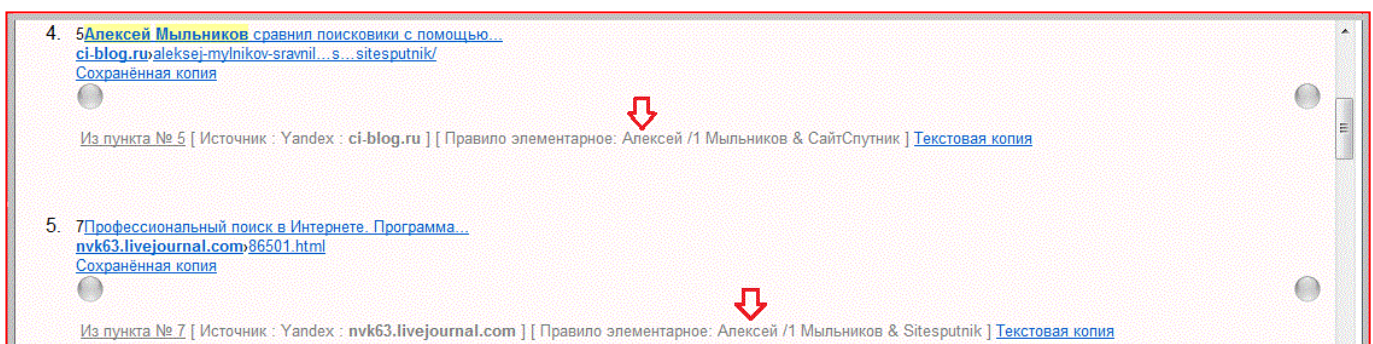 4. 5Алексей Мыльников сравнил поисковики с помощью...
ci-blog.ru›aleksej-mylnikov-sravnil...s...sitesputnik/
Сохранённая копия
Из пункта № 5 [ Источник : Yandex : ci-blog.ru ] [ Правило элементарное: Алексей /1 Мыльников & СайтСпутник ] Текстовая копия
5. 7Профессиональный поиск в Интернете. Программа...
nvk63.livejournal.com›86501.html
Сохранённая копия
Из пункта № 7 [ Источник : Yandex : nvk63.livejournal.com ] [ Правило элементарное: Алексей /1 Мыльников & Sitesputnik ] Текстовая копия